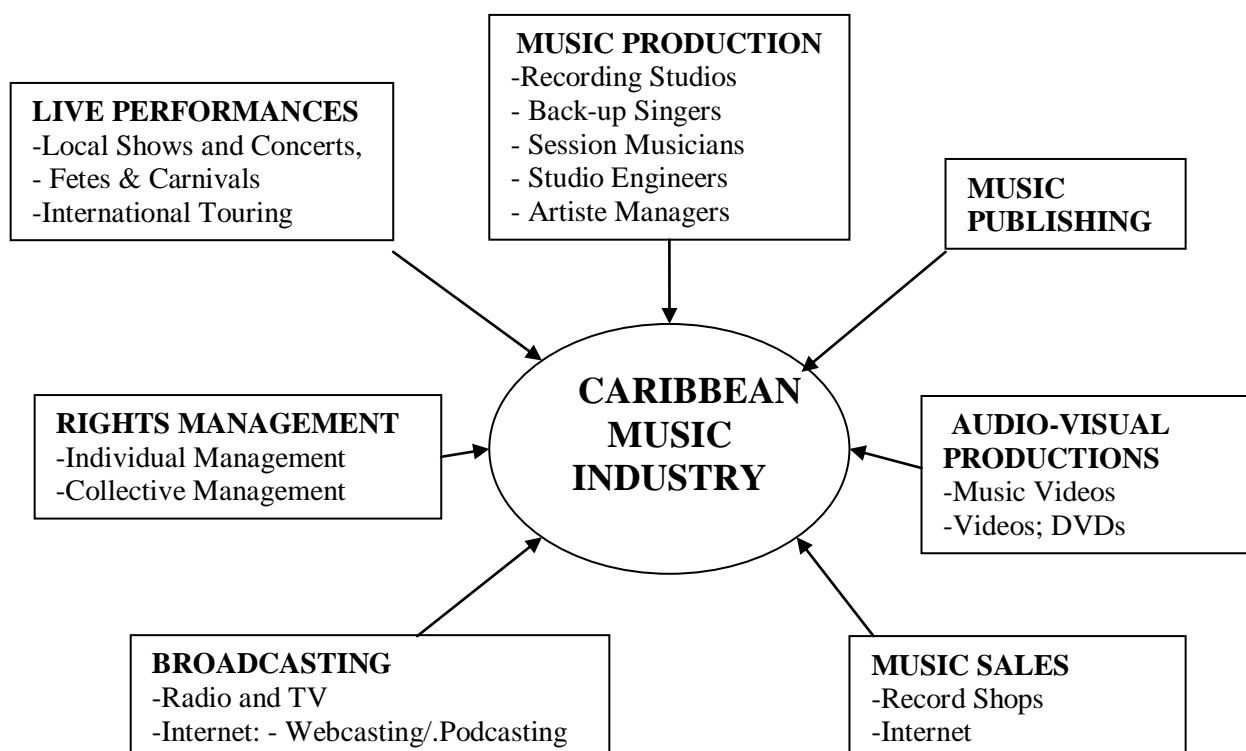 MUSIC PRODUCTION
-Recording Studios
- Back-up Singers
- Session Musicians
- Studio Engineers
- Artiste Managers
LIVE PERFORMANCES
-Local Shows and Concerts,
- Fetes & Carnivals
-International Touring
MUSIC
PUBLISHING
CARIBBEAN
MUSIC
INDUSTRY
RIGHTS MANAGEMENT
-Individual Management
-Collective Management
AUDIO-VISUAL
PRODUCTIONS
-Music Videos
-Videos; DVDs
BROADCASTING
-Radio and TV
-Internet: - Webcasting/.Podcasting
MUSIC SALES
-Record Shops
-Internet